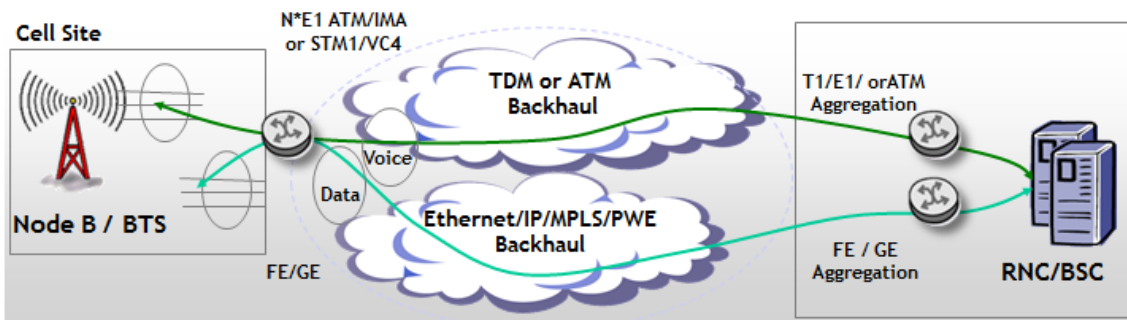 Cell Site
N*E1 ATM/IMA
or STM1/VC4
TDM or ATM
Backhaul
T1/E1/ orATM
Aggregation
Voice
Data
Node B / BTS
Ethernet/IP/MPLS/PWE
Backhaul
FE/GE
FE / GE
Aggregation
RNC/BSC